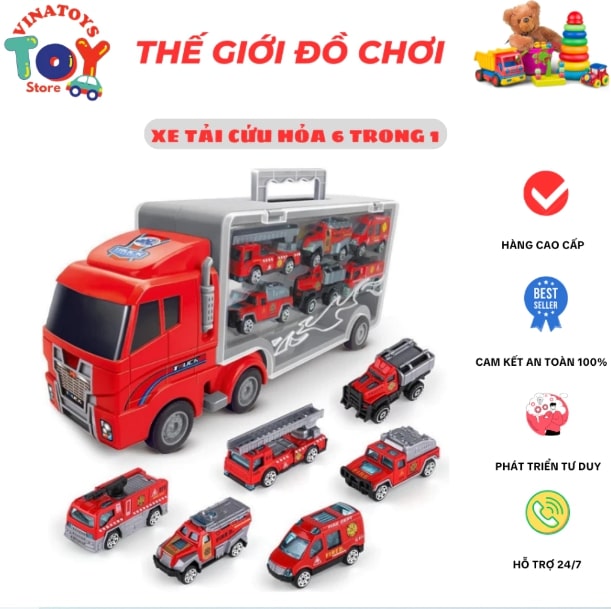 VINATOYS
TOY
Store
THẾ GIỚI ĐỒ CHƠI
XE TẢI CỨU HỎA 6 TRONG 1
HÀNG CAO CẤP
BEST
SELLER
CAM KẾT AN TOÀN 100%
PHÁT TRIỂN TƯ DUY
HỖ TRỢ 24/7
TRUCK